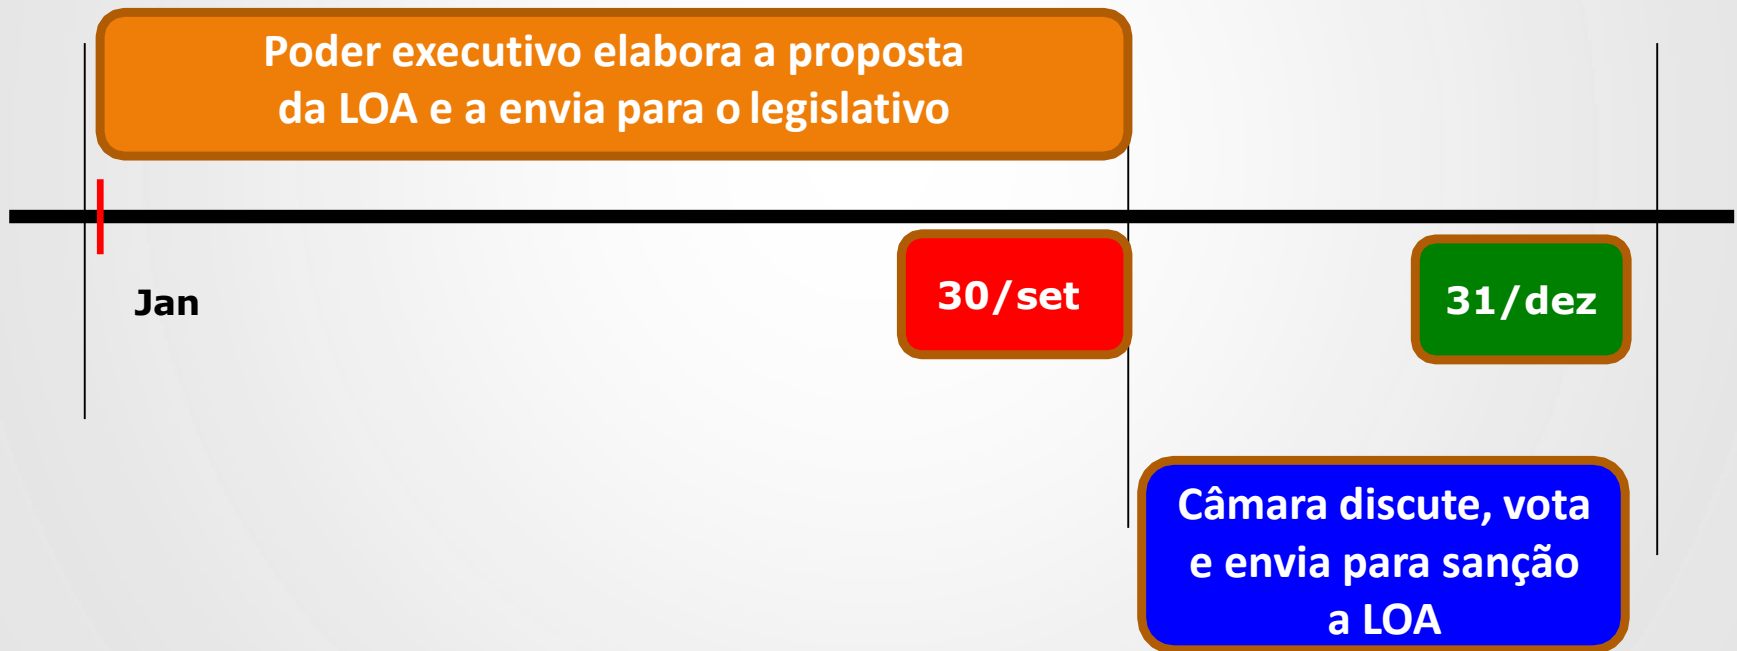 Poder executivo elabora a proposta
da LOA e a envia para o legislativo
Jan
30/set
31/dez
Câmara discute, vota
e envia para sanção
a LOA